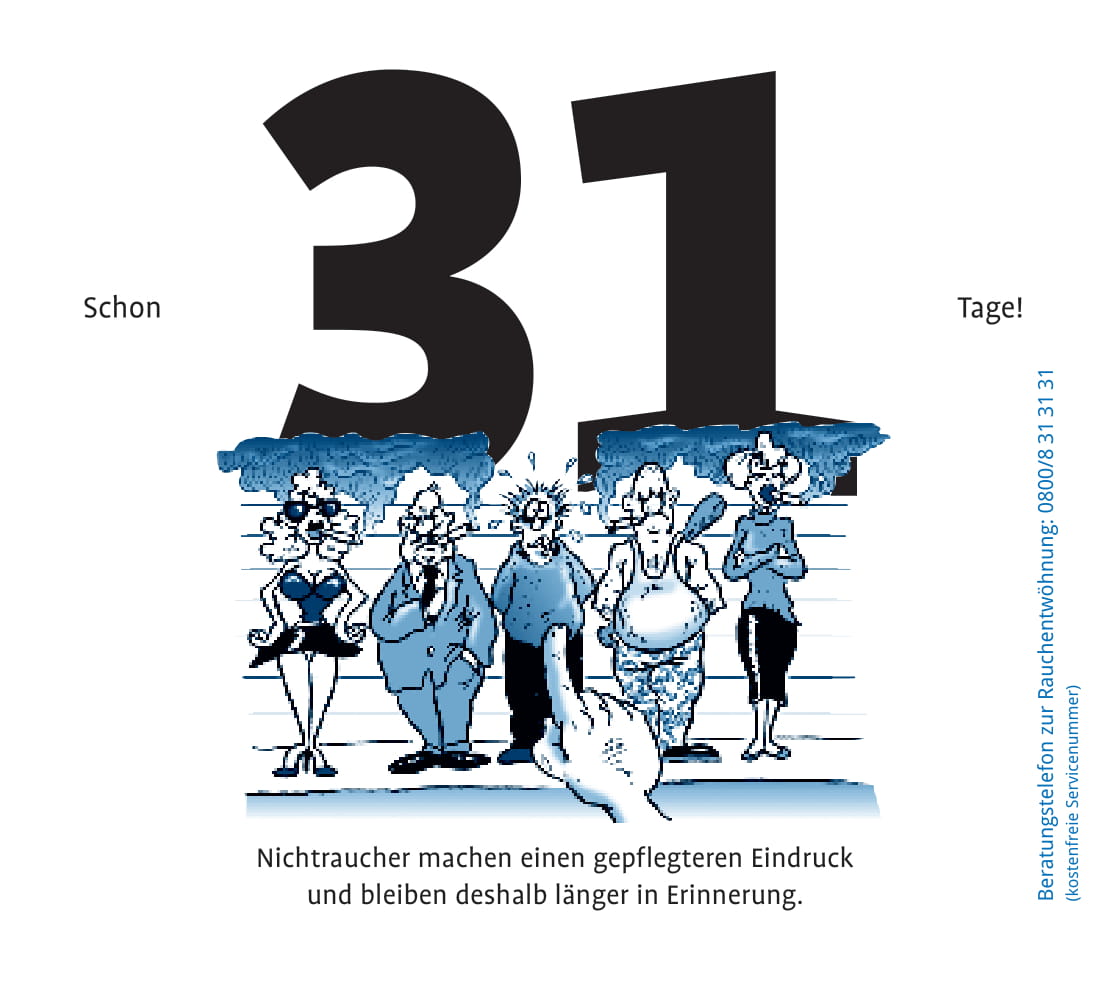 31
Schon
Tage!
Nichtraucher machen einen gepflegteren Eindruck
und bleiben deshalb länger in Erinnerung.
Beratungstelefon zur Rauchentwöhnung: 0800/8 31 31 31
(kostenfreie Servicenummer)